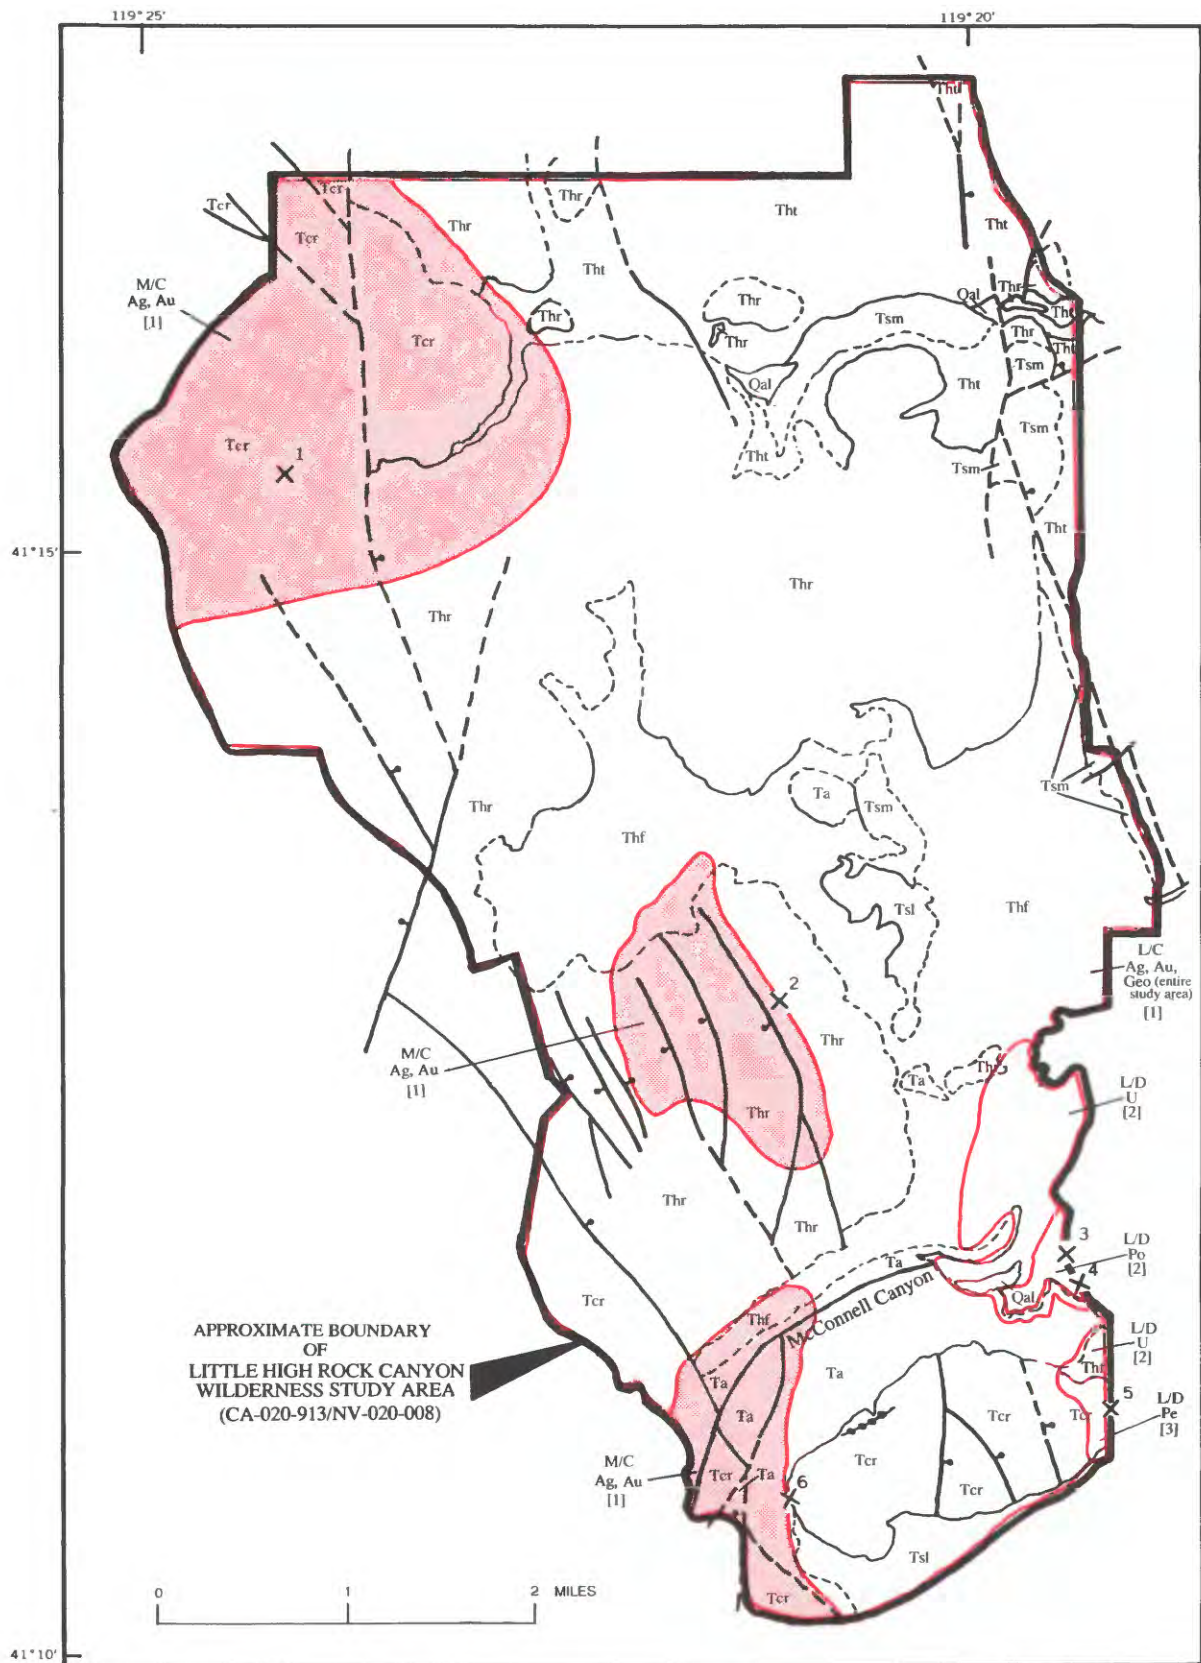 119°25'
119°20'
Tht
Tcr
Thr
Tcr
Thr
Tht
Tcr
Tht
Tht
M/C
Ag, Au
[1]
Thr
Thr
Qal
Tht
Thr
Thr
Tsm
Thr
Tcr
Tht
Qal
Tsm
Tht
Tsm
Tcr
1
Tht
Tsm
Tht
41°15'
Thr
Thr
Tsm
Ta
Tsm
Thr
Thf
Tsl
Thf
L/C
Ag, Au,
Geo (entire
study area)
[1]
2
Thr
M/C
Ag, Au
[1]
Ta
L/D
U
[2]
Thr
Thr
Thr
Ta
3
L/D
Po
[2]
4
Qal
Tcr
McConnell Canyon
Thf
L/D
U
[2]
APPROXIMATE BOUNDARY
OF
LITTLE HIGH ROCK CANYON
WILDERNESS STUDY AREA
(CA-020-913/NV-020-008)
Ta
Ta
Thr
Ta
5
L/D
Pe
[3]
Tcr
Tcr
M/C
Ag, Au
[1]
Tcr
Ta
Tcr
6
Tcr
Tsl
Tcr
0 1 2 MILES
41°10'